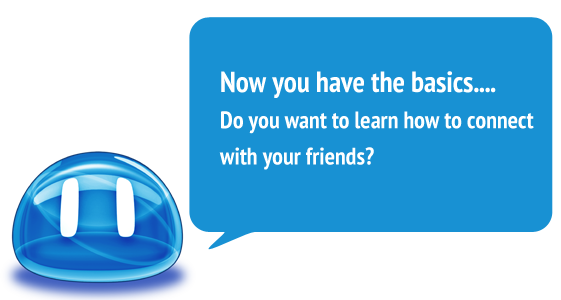 Now you have the basics....
Do you want to learn how to connect
with your friends?